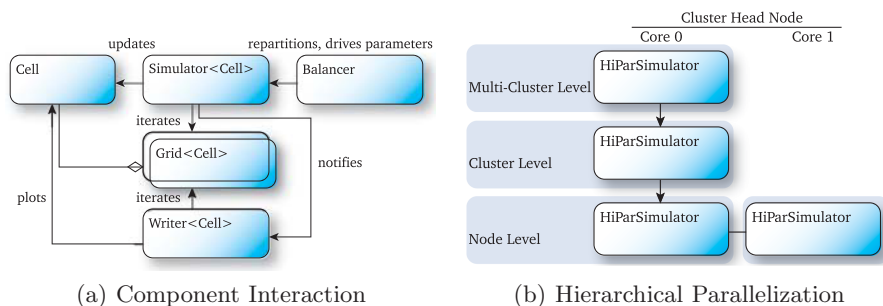 updates
repartitions, drives parameters
Cell
Simulator<Cell>
Balancer
iterates
Grid<Cell>
notifies
plots
iterates
Writer<Cell>
(a) Component Interaction
Cluster Head Node
Core 0
Core 1
HiParSimulator
Multi-Cluster Level
HiParSimulator
Cluster Level
HiParSimulator
HiParSimulator
Node Level
(b) Hierarchical Parallelization